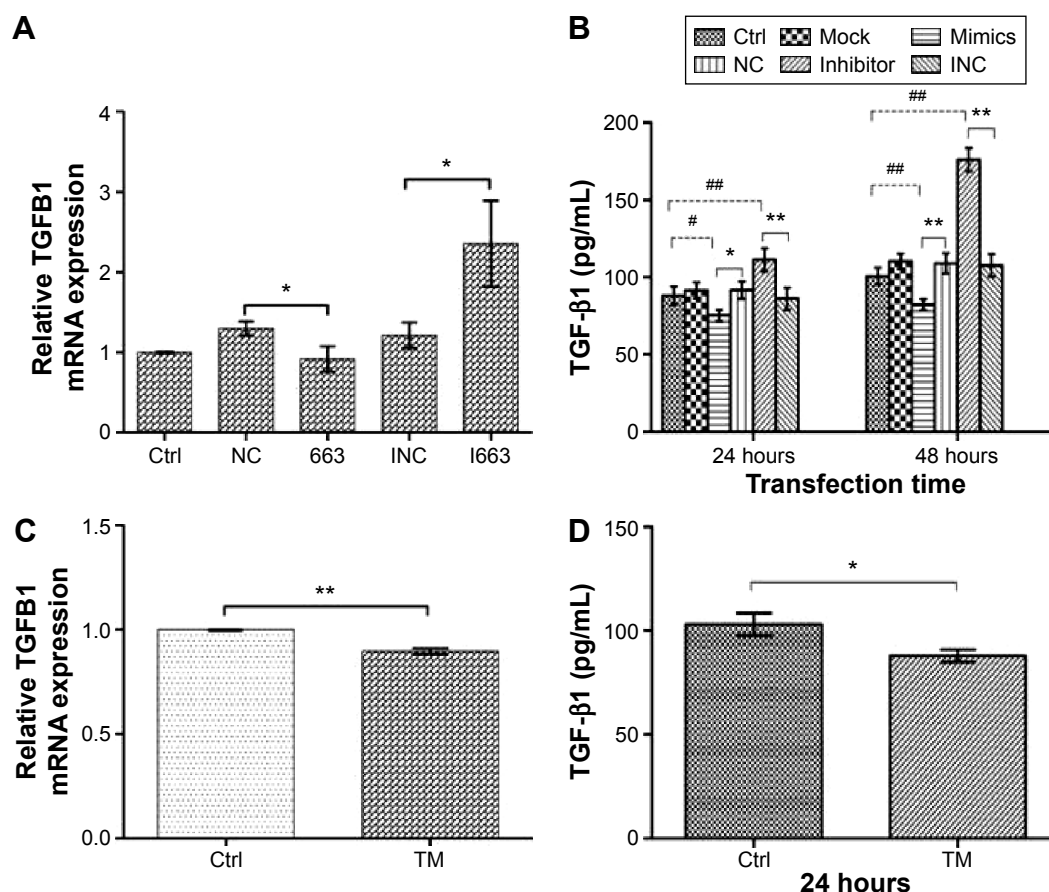 A
Relative TGFB1
mRNA expression
4
3
2
1
0
*
*
Ctrl NC 663 INC I663
B
Ctrl Mock Mimics
NC Inhibitor INC
TGF-β1 (pg/mL)
200
150
100
50
0
## **
## ## **
# * **
24 hours 48 hours
Transfection time
C
Relative TGFB1
mRNA expression
1.5
1.0
0.5
0.0
**
Ctrl TM
D
TGF-β1 (pg/mL)
150
100
50
0
*
Ctrl TM
24 hours